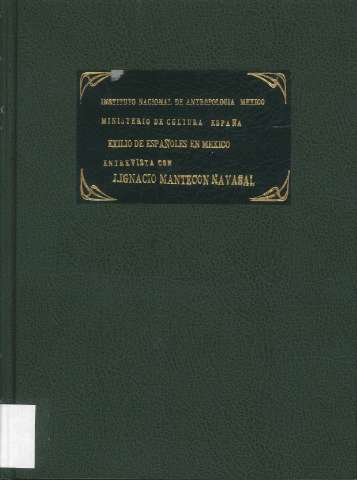 INSTITUTO NACIONAL DE ANTROPOLOGIA MEXICO
MINISTERIO DE CULTURA ESPAÑA
EXILIO DE ESPAÑOLES EN MEXICO
ENTREVISTA CON
J.IGNACIO MANTECON NAVASAL